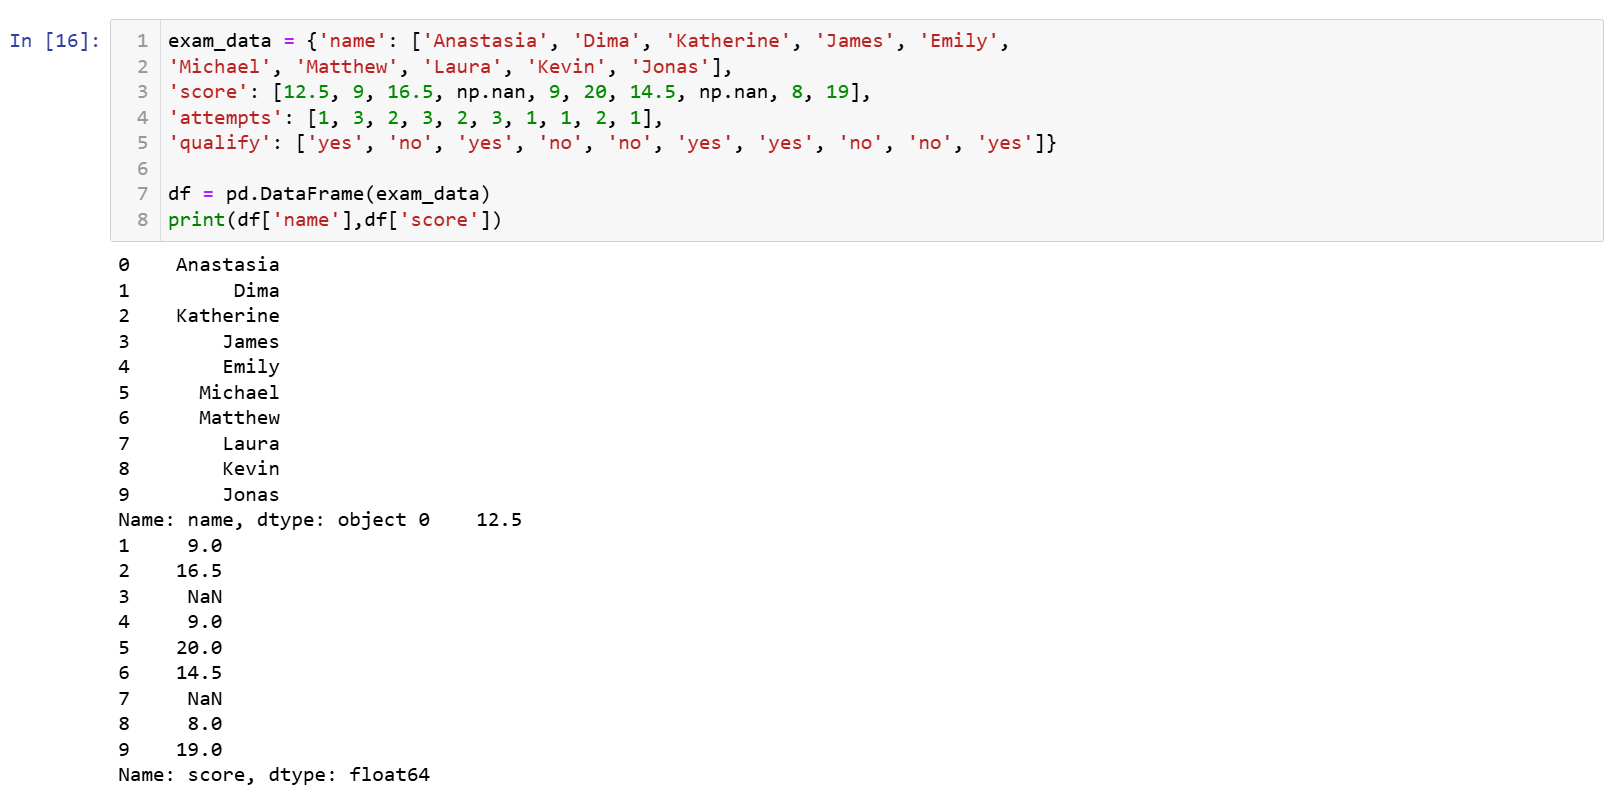 In [16]:
1 exam_data = {'name': ['Anastasia', 'Dima', 'Katherine', 'James', 'Emily',
2 'Michael', 'Matthew', 'Laura', 'Kevin', 'Jonas'],
3 'score': [12.5, 9, 16.5, np.nan, 9, 20, 14.5, np.nan, 8, 19],
4 'attempts': [1, 3, 2, 3, 2, 3, 1, 1, 2, 1],
5 'qualify': ['yes', 'no', 'yes', 'no', 'no', 'yes', 'yes', 'no', 'no', 'yes']}
6
7 df = pd.DataFrame(exam_data)
8 print(df['name'],df['score'])
0    Anastasia
1         Dima
2    Katherine
3        James
4        Emily
5      Michael
6      Matthew
7        Laura
8        Kevin
9        Jonas
Name: name, dtype: object 0    12.5
1     9.0
2    16.5
3     NaN
4     9.0
5    20.0
6    14.5
7     NaN
8     8.0
9    19.0
Name: score, dtype: float64